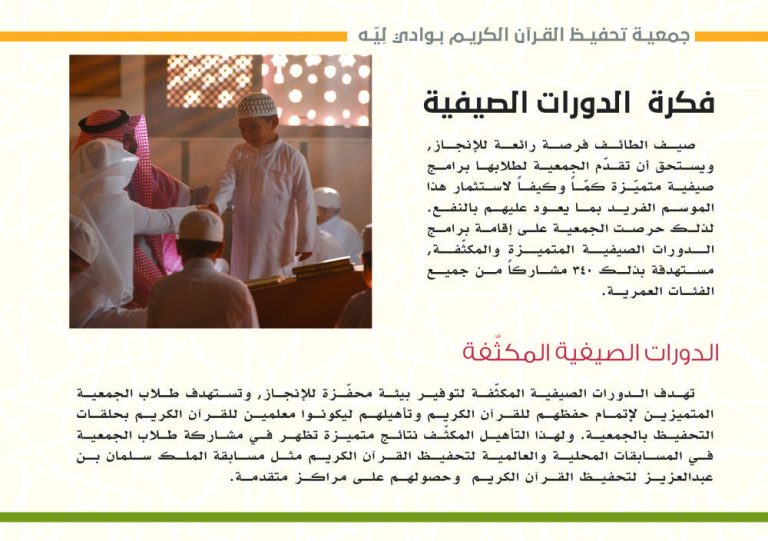 جمعية تحفيظ القرآن الكريم بوادي لِيّه
فكرة الدورات الصيفية
صيف الطائف فرصة رائعة للإنجاز,
ويستحق أن تقدّم الجمعية لطلابها برامج
صيفية متميّزة كمّاً وكيفاً لاستثمار هذا
الموسم الفريد بما يعود عليهم بالنفع.
لذلك حرصت الجمعية على إقامة برامج
الدورات الصيفية المتميزة والمكثّفة,
مستهدفة بذلك ٣٤٠ مشاركاً من جميع
الفئات العمرية.
الدورات الصيفية المكثّفة
تهدف الدورات الصيفية المكثّفة لتوفير بيئة محفّزة للإنجاز, وتستهدف طلاب الجمعية
المتميزين لإتمام حفظهم للقرآن الكريم وتأهيلهم ليكونوا معلمين للقرآن الكريم بحلقات
التحفيظ بالجمعية. ولهذا التأهيل المكثّف نتائج متميزة تظهر في مشاركة طلاب الجمعية
في المسابقات المحلية والعالمية لتحفيظ القرآن الكريم مثل مسابقة الملك سلمان بن
عبدالعزيز لتحفيظ القرآن الكريم وحصولهم على مراكز متقدمة.